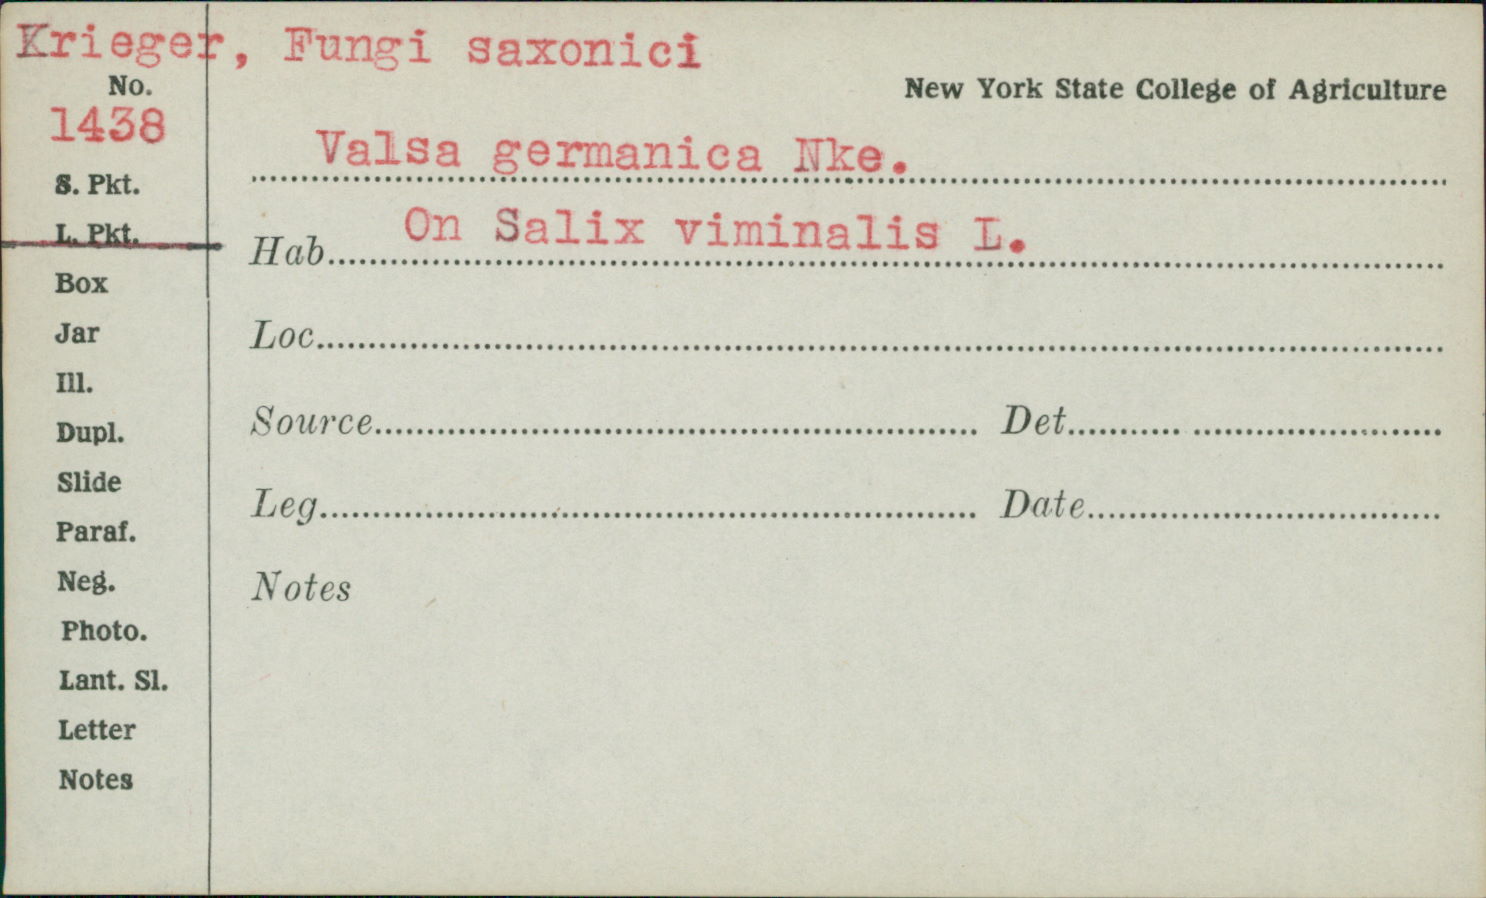 Krieger, Fungi saxonici
No.
New York State College of Agriculture
1438
Valsa germanica Nke.
S. Pkt.
L. Pkt.
Hab. On Salix viminalis L.
Box
Jar
Loc.
Ill.
Dupl.
Source Det.
Slide
Leg. Date
Paraf.
Neg.
Notes
Photo.
Lant. Sl.
Letter
Notes